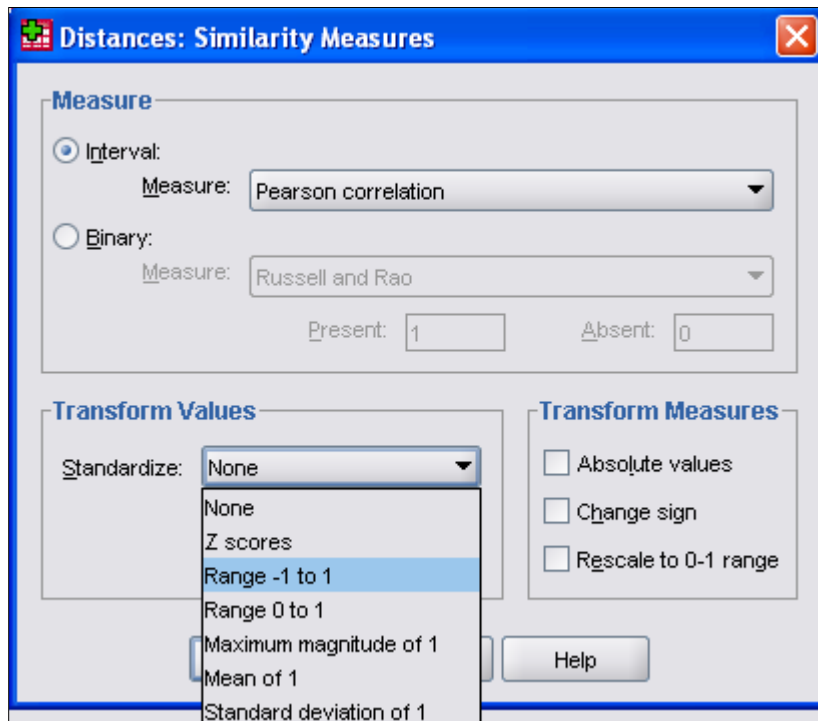 Distances: Similarity Measures
Measure
Interval:
Measure: Pearson correlation
Binary:
Measure: Russell and Rao
Present: 1 Absent: 0
Transform Values
Standardize: None
None
Z scores
Range -1 to 1
Range 0 to 1
Maximum magnitude of 1
Mean of 1
Standard deviation of 1
Transform Measures
Absolute values
Change sign
Rescale to 0-1 range
Help